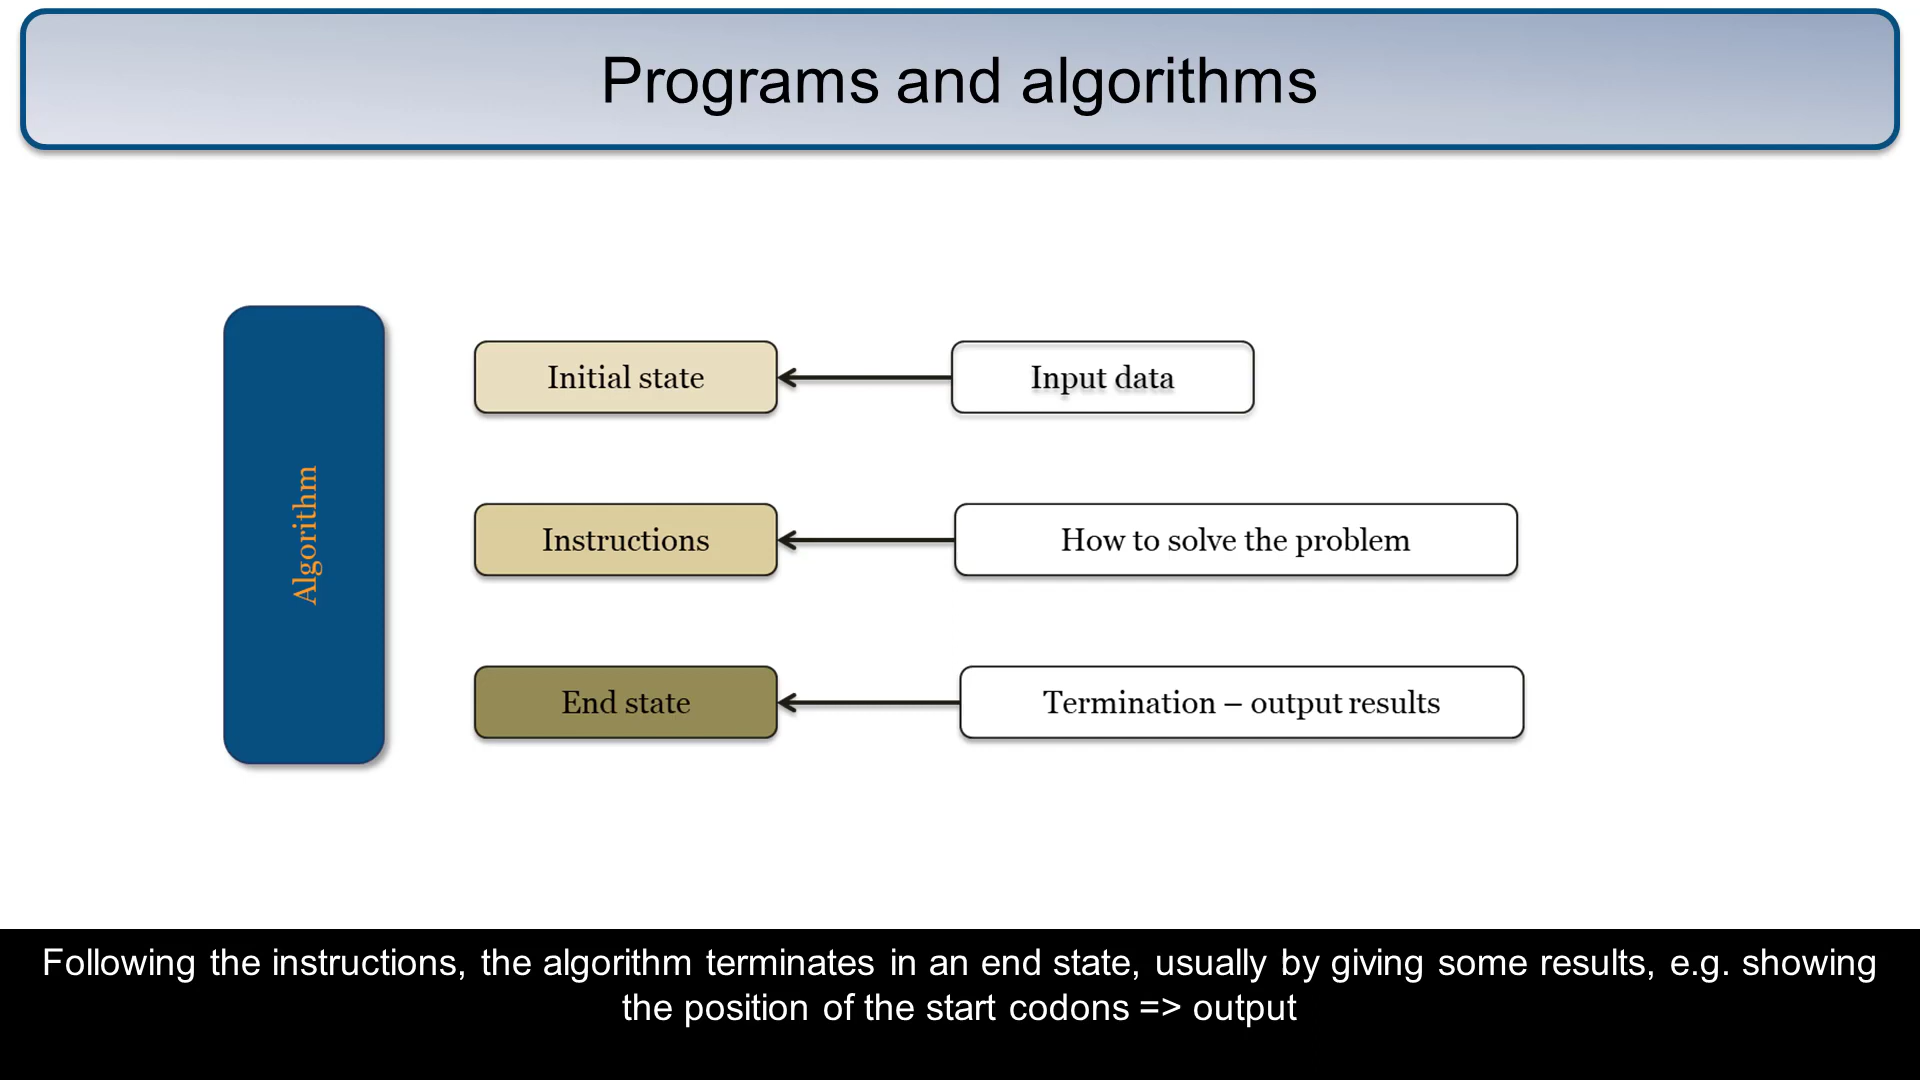 Programs and algorithms
Algorithm
Initial state
Input data
Instructions
How to solve the problem
End state
Termination – output results
Following the instructions, the algorithm terminates in an end state, usually by giving some results, e.g. showing
the position of the start codons => output